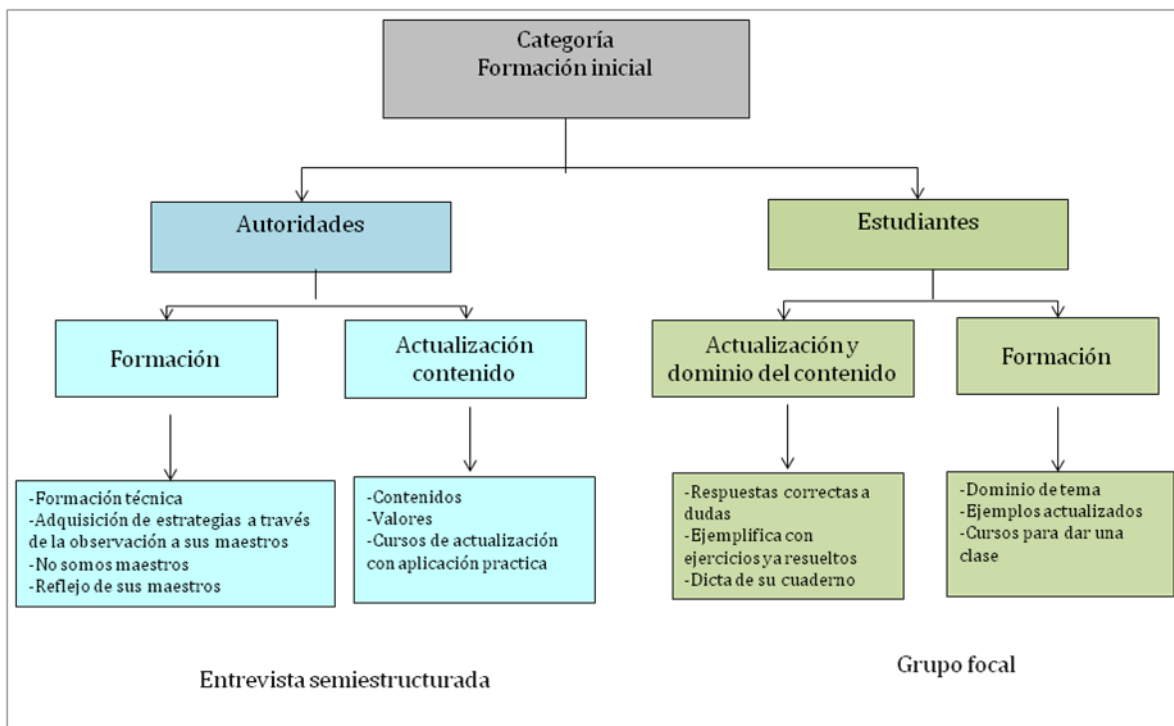 Categoría
Formación inicial
Autoridades
Estudiantes
Formación
Actualización
contenido
Actualización y
dominio del contenido
Formación
-Formación técnica
-Adquisición de estrategias a través
de la observación a sus maestros
-No somos maestros
-Reflejo de sus maestros
-Contenidos
-Valores
-Cursos de actualización
con aplicación practica
-Respuestas correctas a
dudas
-Ejemplifica con
ejercicios ya resueltos
-Dicta de su cuaderno
-Dominio de tema
-Ejemplos actualizados
-Cursos para dar una
clase
Entrevista semiestructurada
Grupo focal